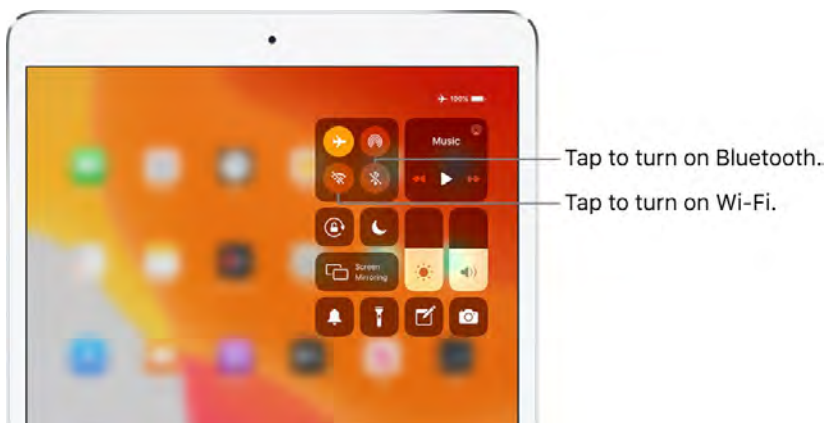 100%
Music
Tap to turn on Bluetooth.
Tap to turn on Wi-Fi.
Screen
Mirroring